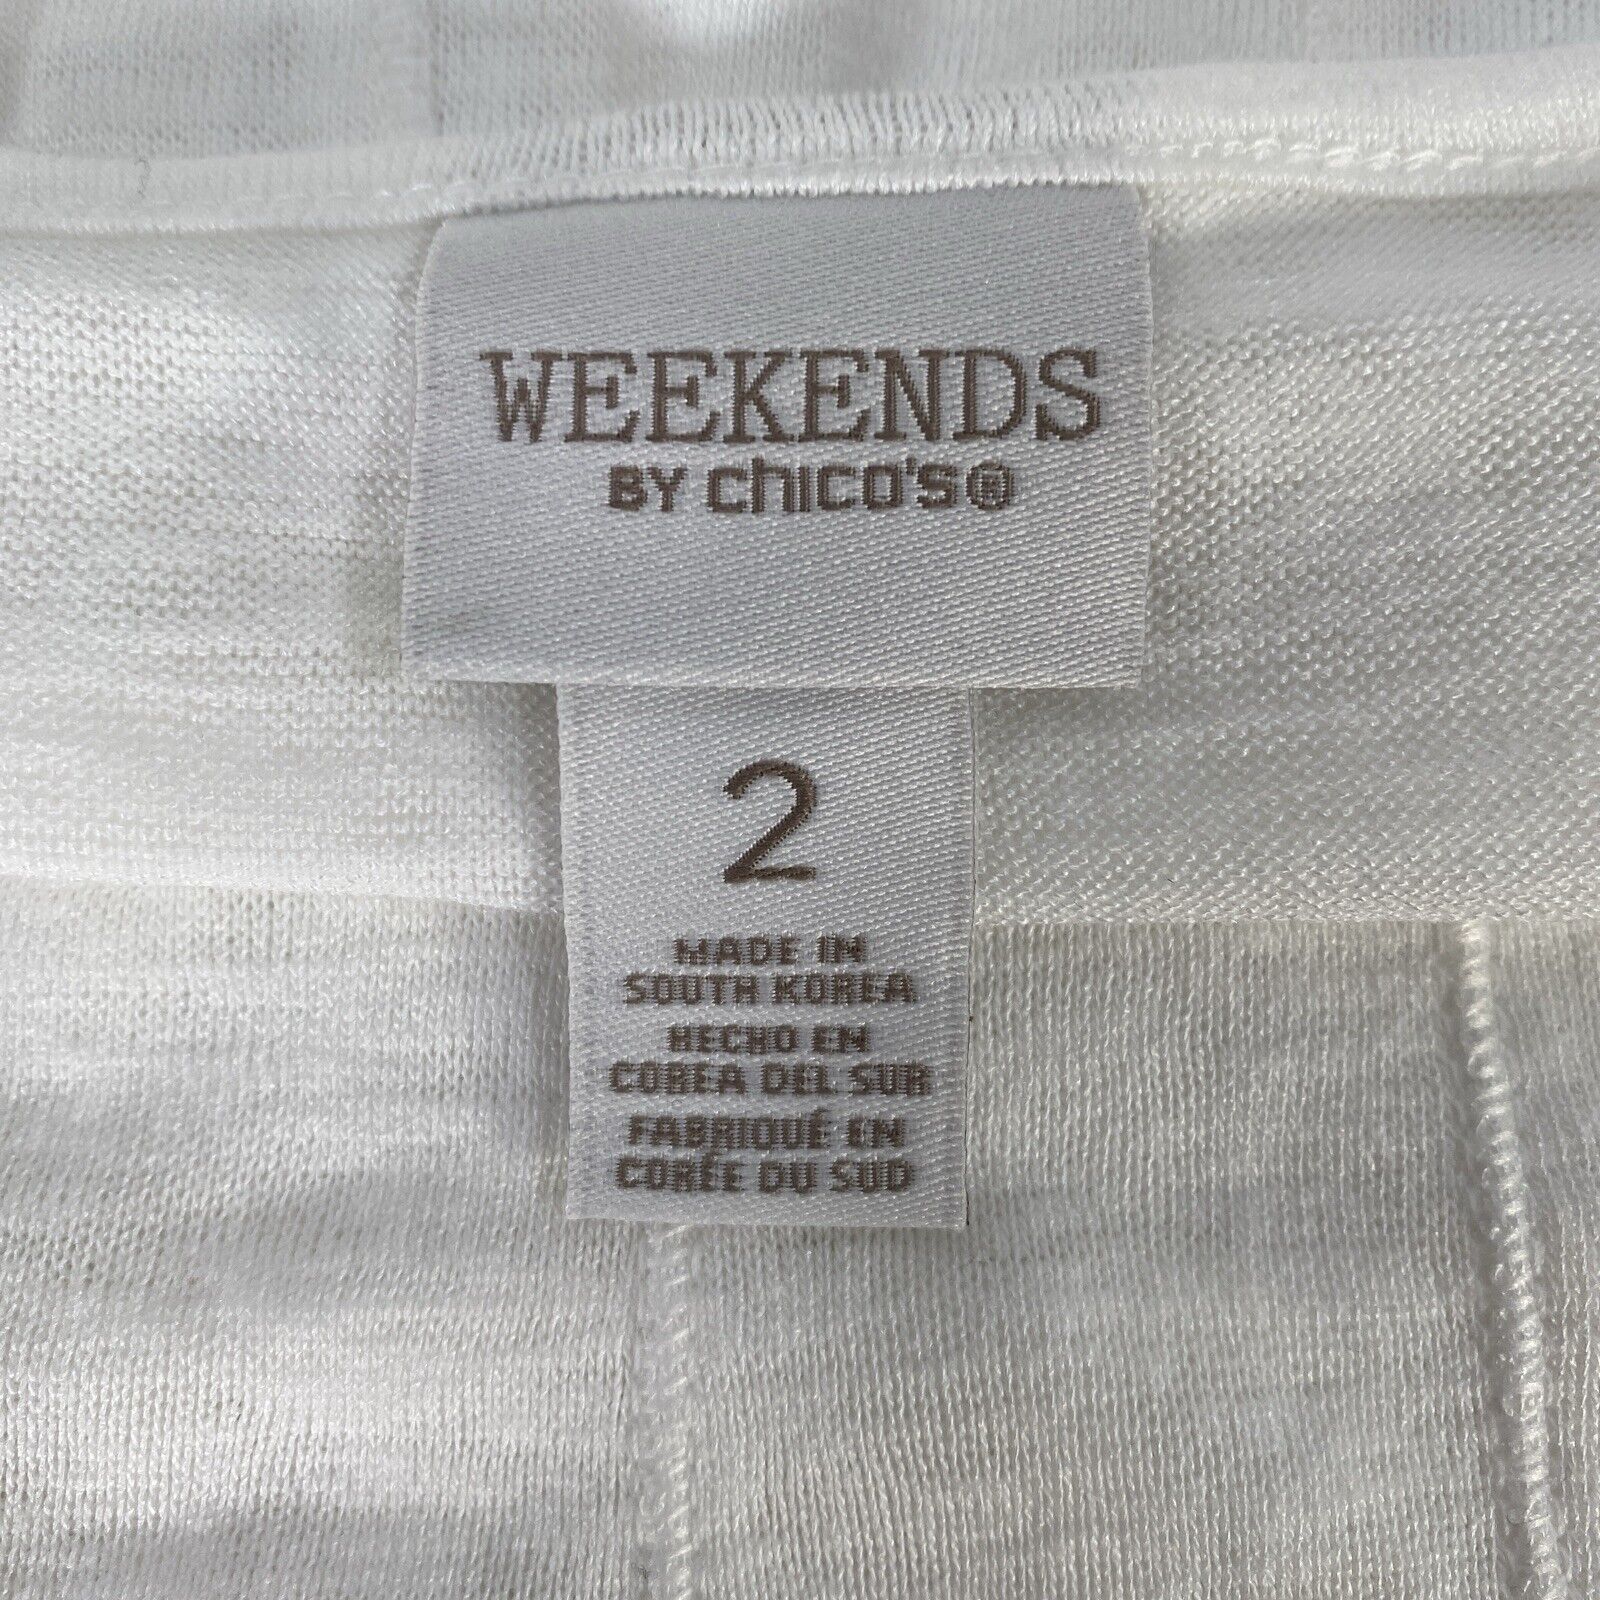 WEEKENDS
BY chico's®
2
MADE IN
SOUTH KOREA
HECHO EN
COREA DEL SUR
FABRIQUÉ EN
CORÉE DU SUD